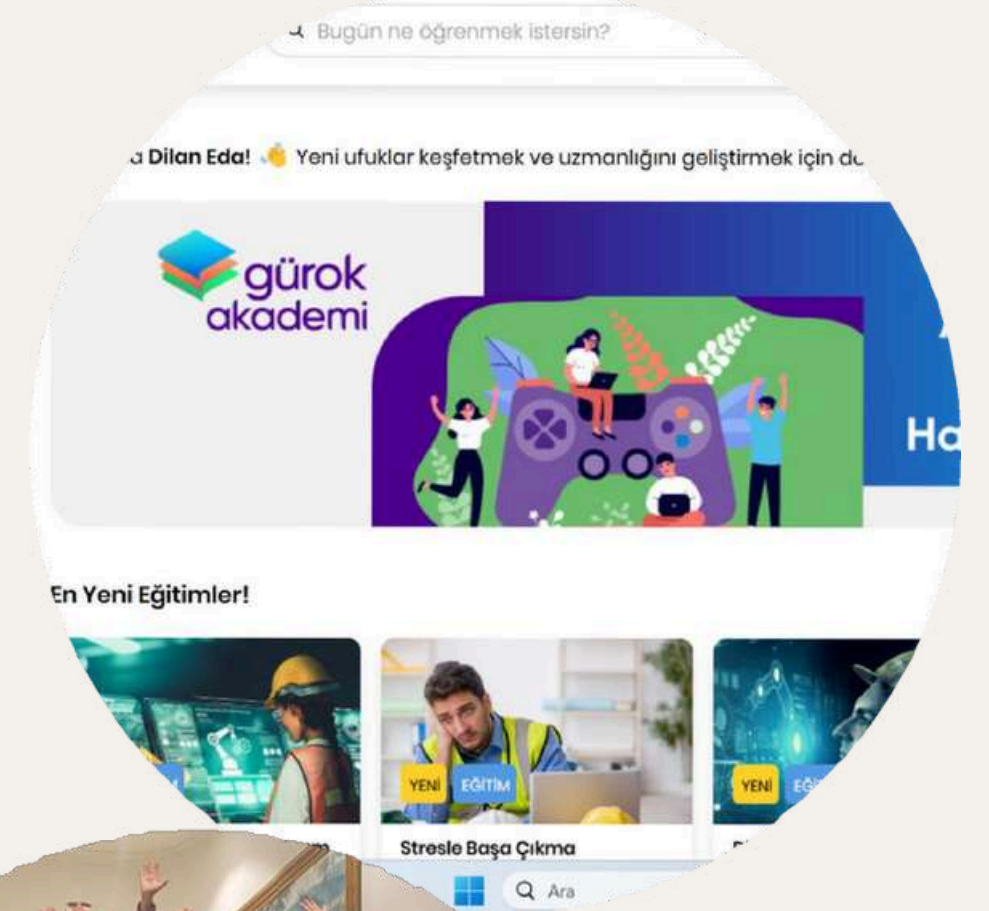 Bugün ne öğrenmek istersin?
a Dilan Eda! 👏 Yeni ufuklar keşfetmek ve uzmanlığını geliştirmek için
gürok
akademi
Ha
En Yeni Eğitimler!
YENİ EĞİTİM YENİ
Stresle Başa Çıkma
Ara